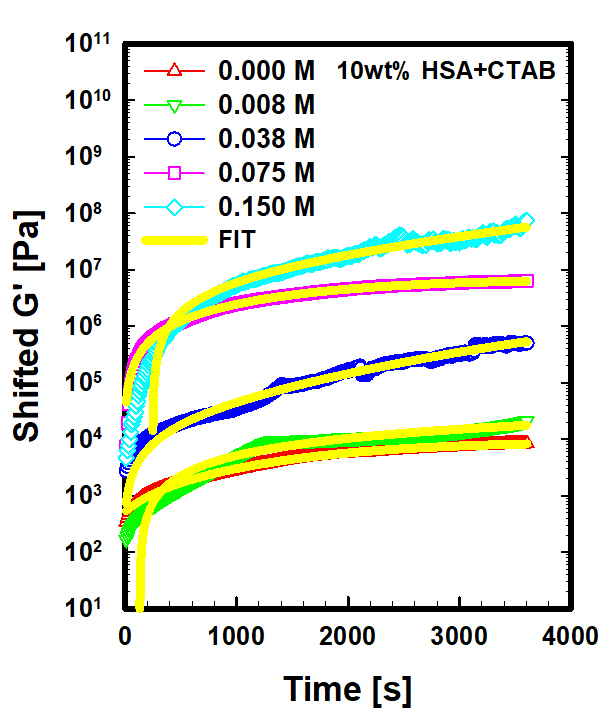 10¹¹
0.000 M 10wt% HSA+CTAB
10¹⁰
0.008 M
0.038 M
10⁹
0.075 M
0.150 M
10⁸
FIT
10⁷
10⁶
10⁵
10⁴
10³
10²
10¹
Shifted G' [Pa]
0 1000 2000 3000 4000
Time [s]